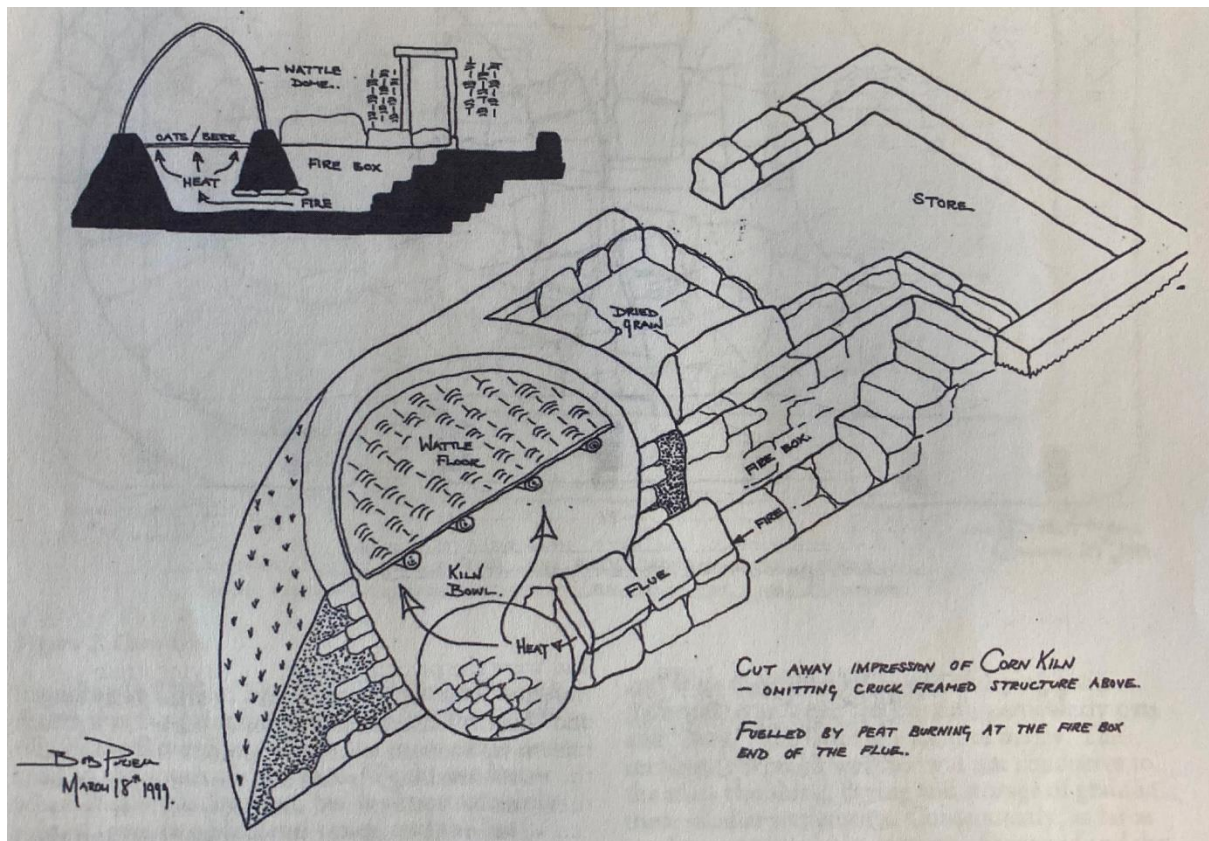 WATTLE
DOME..
OATS/BERE
HEAT
FIRE BOX
FIRE
STORE
DRIED
GRAIN
WATTLE
FLOOR
FIRE BOX.
FIRE
KILN
BOWL.
FLUE
HEAT
CUT AWAY IMPRESSION OF CORN KILN
OMITTING CRUCK FRAMED STRUCTURE ABOVE.
FUELLED BY PEAT BURNING AT THE FIRE BOX
END OF THE FLUE..
BOB
MARCH 18th 1999.